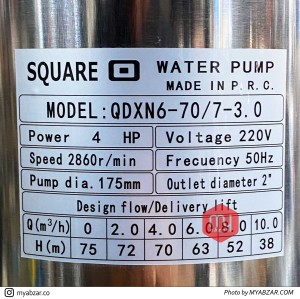 SQUARE WATER PUMP
MADE IN P.R.C.
MODEL:QDXN6-70/7-3.0
Power 4 HP Voltage 220V
Speed 2860r/min Frecuency 50Hz
Pump dia. 175mm Outlet diameter 2"
Design flow/Delivery lift
Q(m³/h) 0 2.0 4.0 6.0 8.0 10.0
H(m) 75 72 70 63 52 38
myabzar.co
Photo by MYABZAR.COM